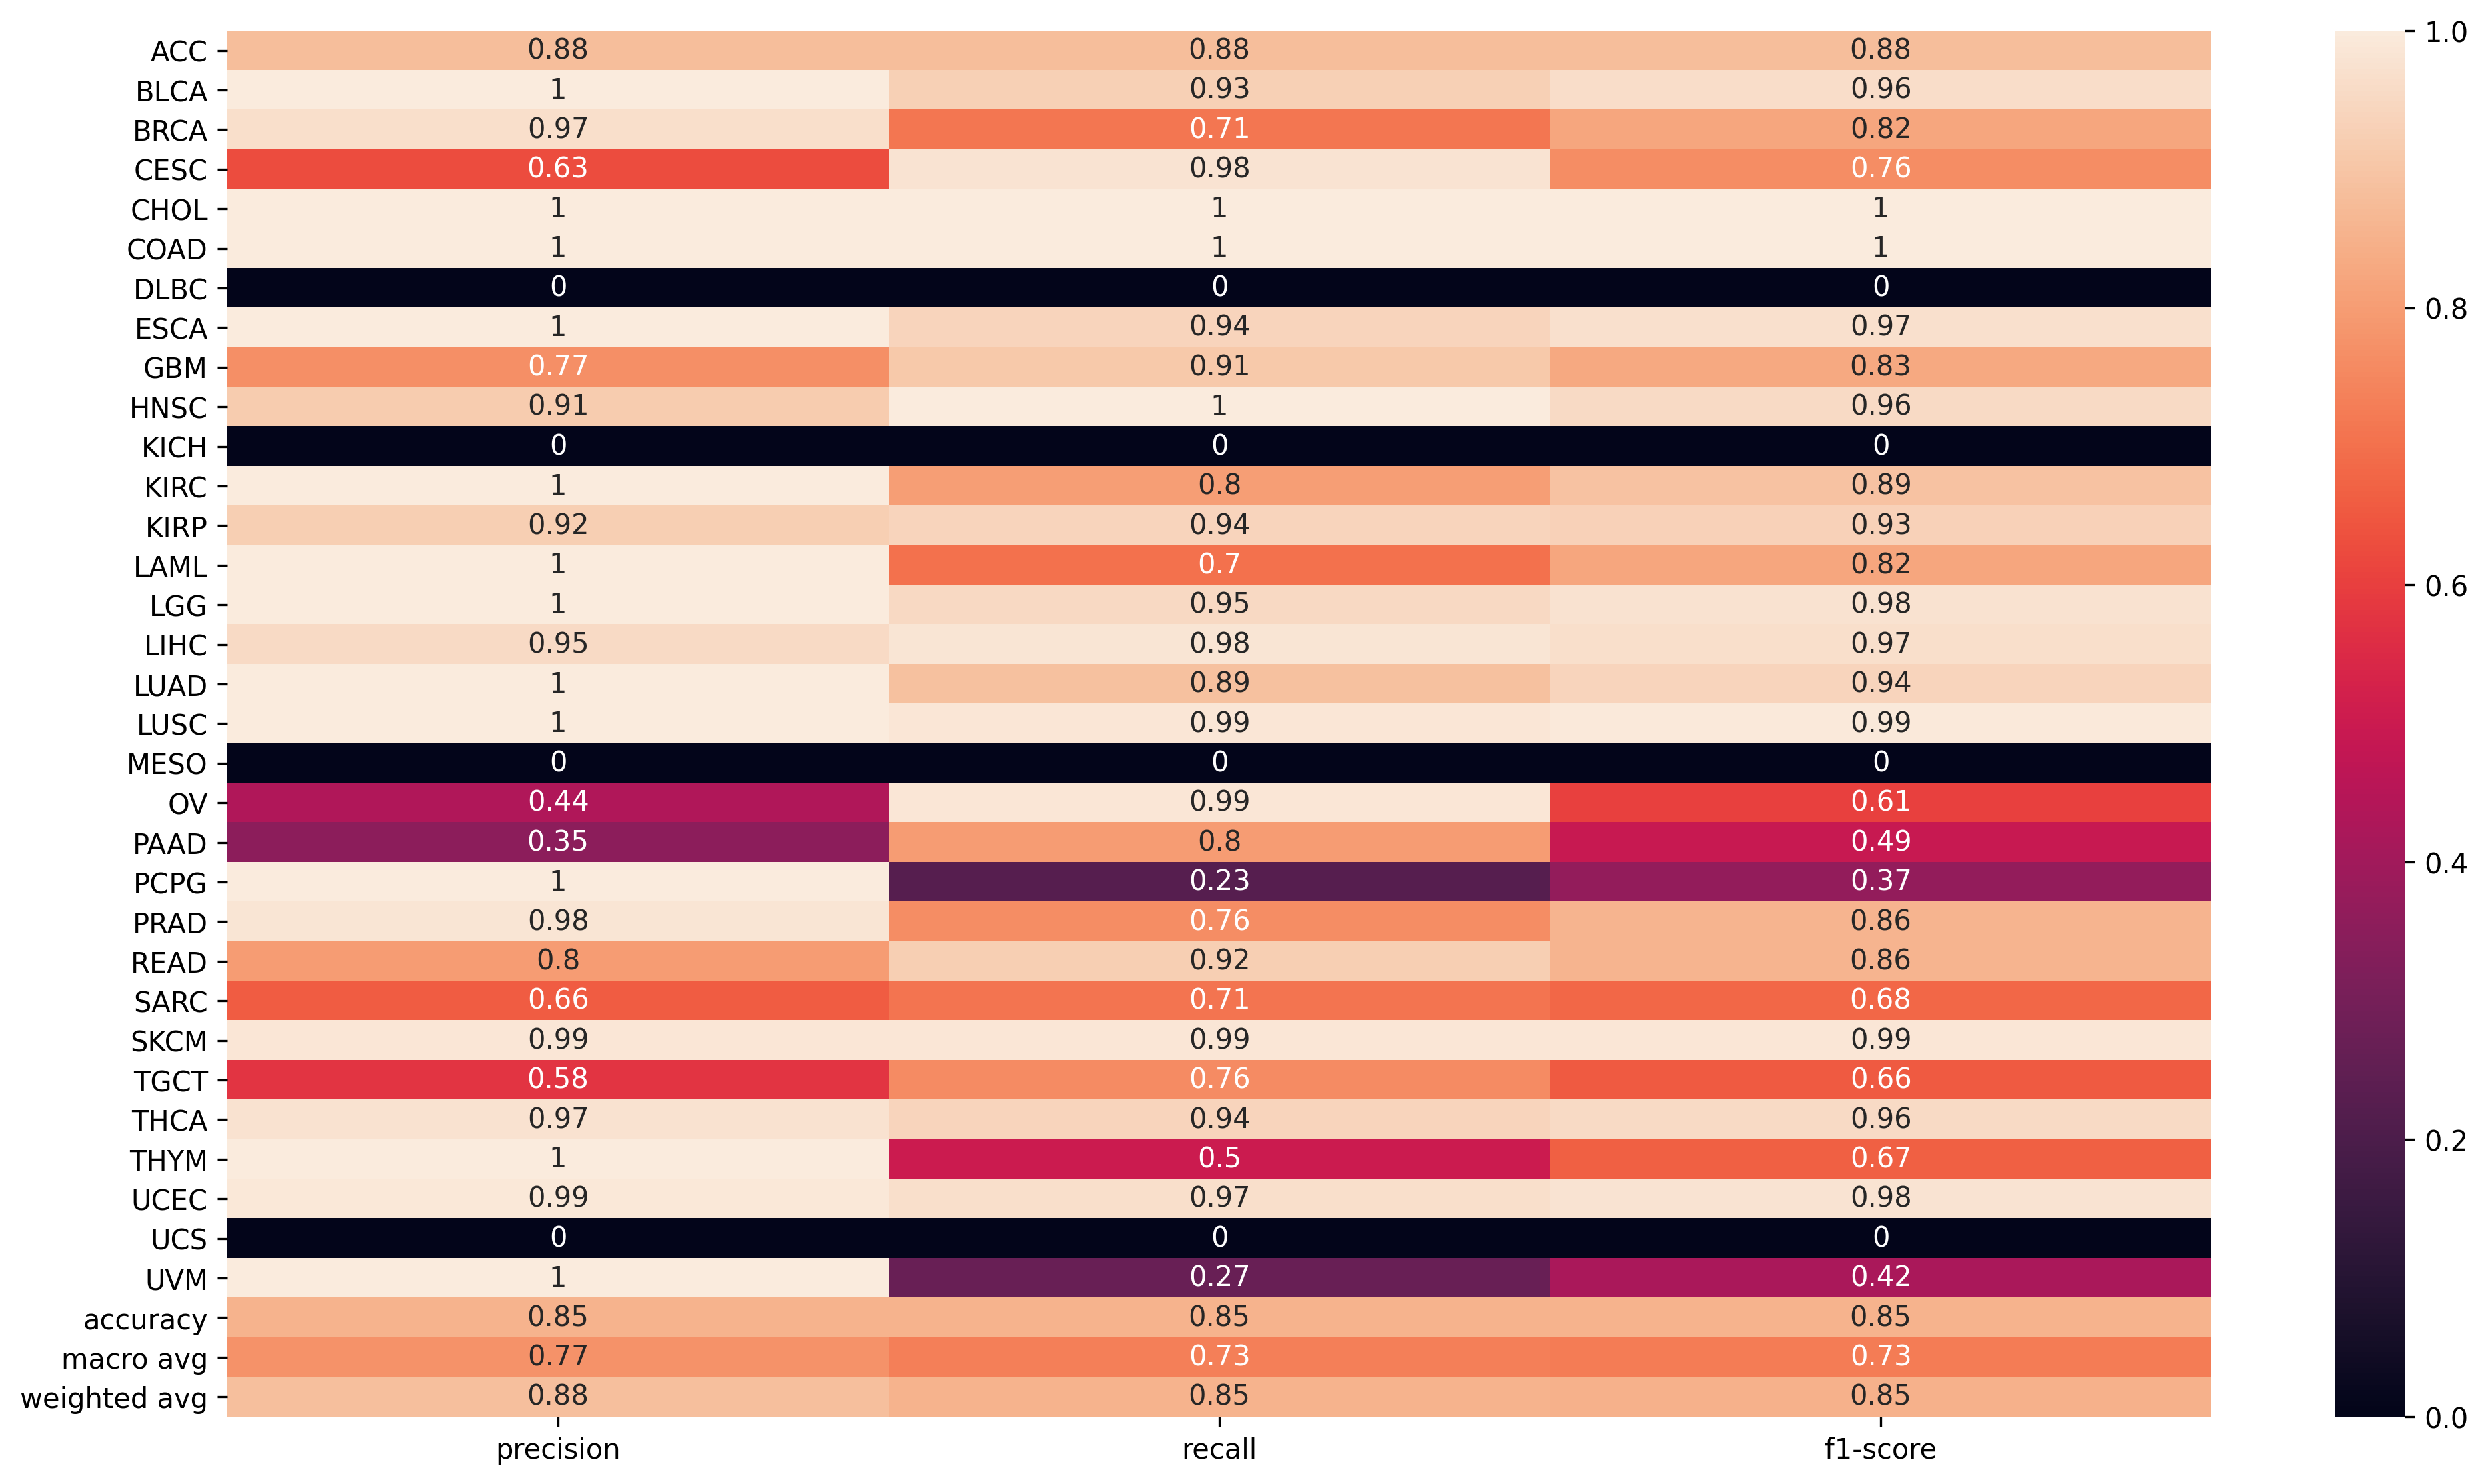 ACC 0.88 0.88 0.88 1.0
BLCA 1 0.93 0.96
BRCA 0.97 0.71 0.82
CESC 0.63 0.98 0.76
CHOL 1 1 1
COAD 1 1 1
DLBC 0 0 0 0.8
ESCA 1 0.94 0.97
GBM 0.77 0.91 0.83
HNSC 0.91 1 0.96
KICH 0 0 0
KIRC 1 0.8 0.89
KIRP 0.92 0.94 0.93
LAML 1 0.7 0.82 0.6
LGG 1 0.95 0.98
LIHC 0.95 0.98 0.97
LUAD 1 0.89 0.94
LUSC 1 0.99 0.99
MESO 0 0 0
OV 0.44 0.99 0.61
PAAD 0.35 0.8 0.49 0.4
PCPG 1 0.23 0.37
PRAD 0.98 0.76 0.86
READ 0.8 0.92 0.86
SARC 0.66 0.71 0.68
SKCM 0.99 0.99 0.99
TGCT 0.58 0.76 0.66
THCA 0.97 0.94 0.96 0.2
THYM 1 0.5 0.67
UCEC 0.99 0.97 0.98
UCS 0 0 0
UVM 1 0.27 0.42
accuracy 0.85 0.85 0.85
macro avg 0.77 0.73 0.73
weighted avg 0.88 0.85 0.85 0.0
precision recall f1-score